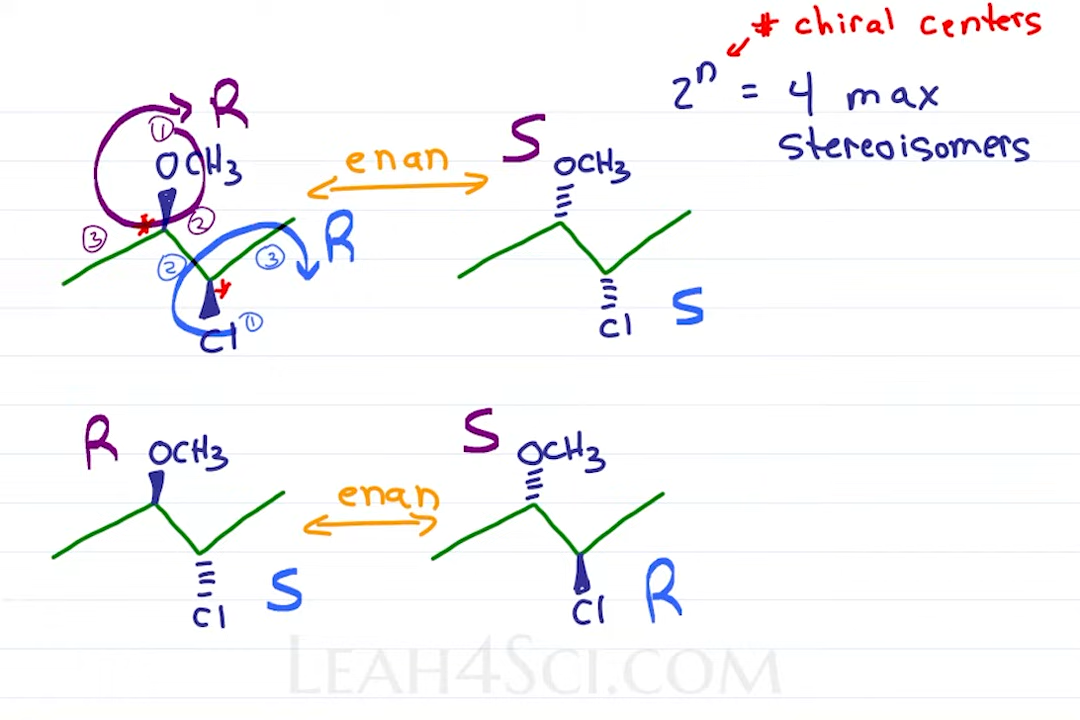 * chiral centers
2ⁿ = 4 max
stereoisomers
R
①
OCH3
②
③
②
③
R
Cl ①
enan
S
OCH3
Cl
S
R
OCH3
Cl
S
enan
S
OCH3
Cl
R
LEAH4SCI.COM